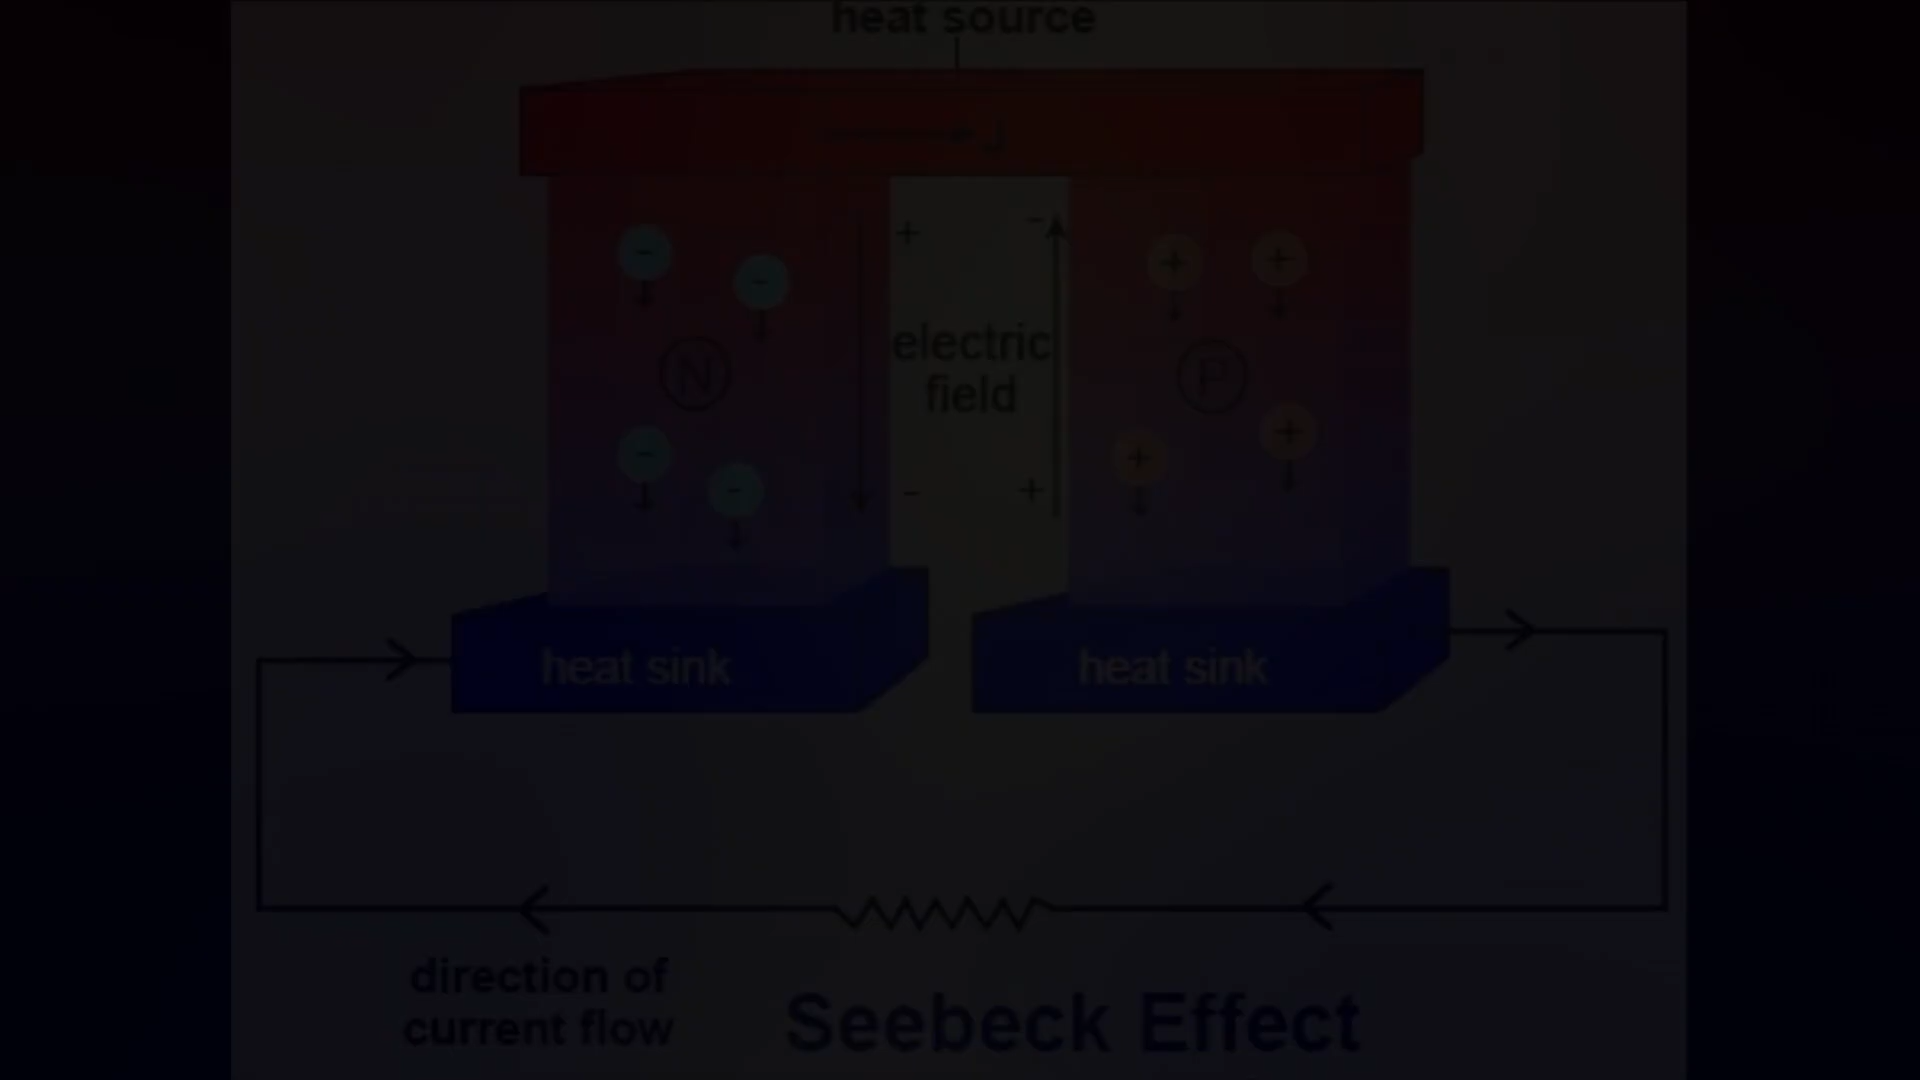 heat source
J
+
-
-
-
+
+
N
electric
field
P
-
-
+
+
-
+
heat sink
heat sink
direction of
current flow
Seebeck Effect